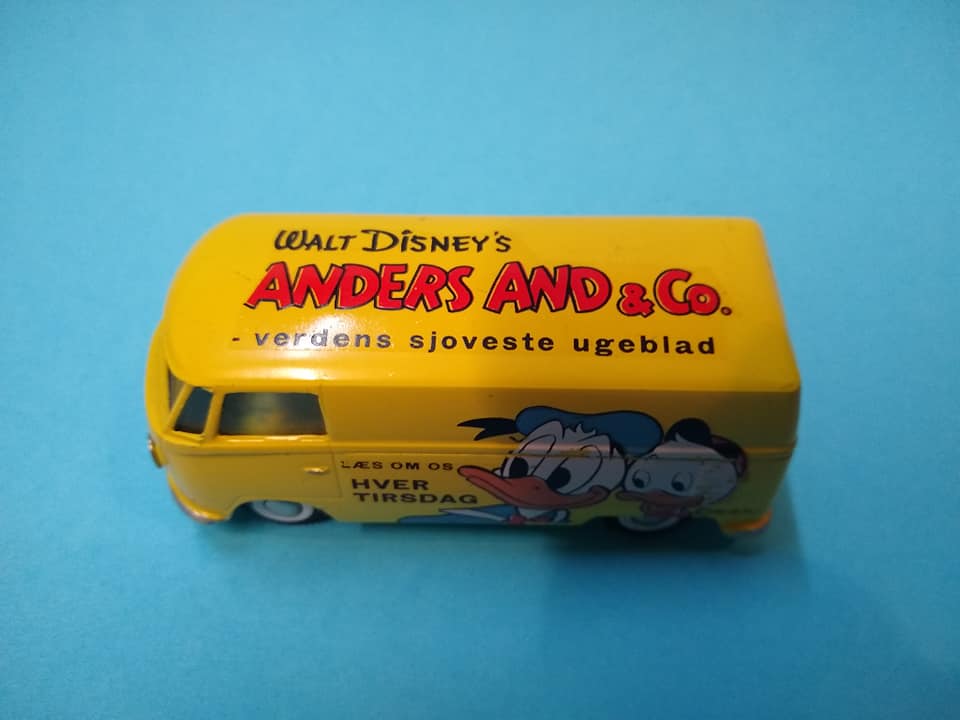 WALT DISNEY'S
ANDERS AND & Co.
- verdens sjoveste ugeblad
LÆS OM OS
HVER
TIRSDAG